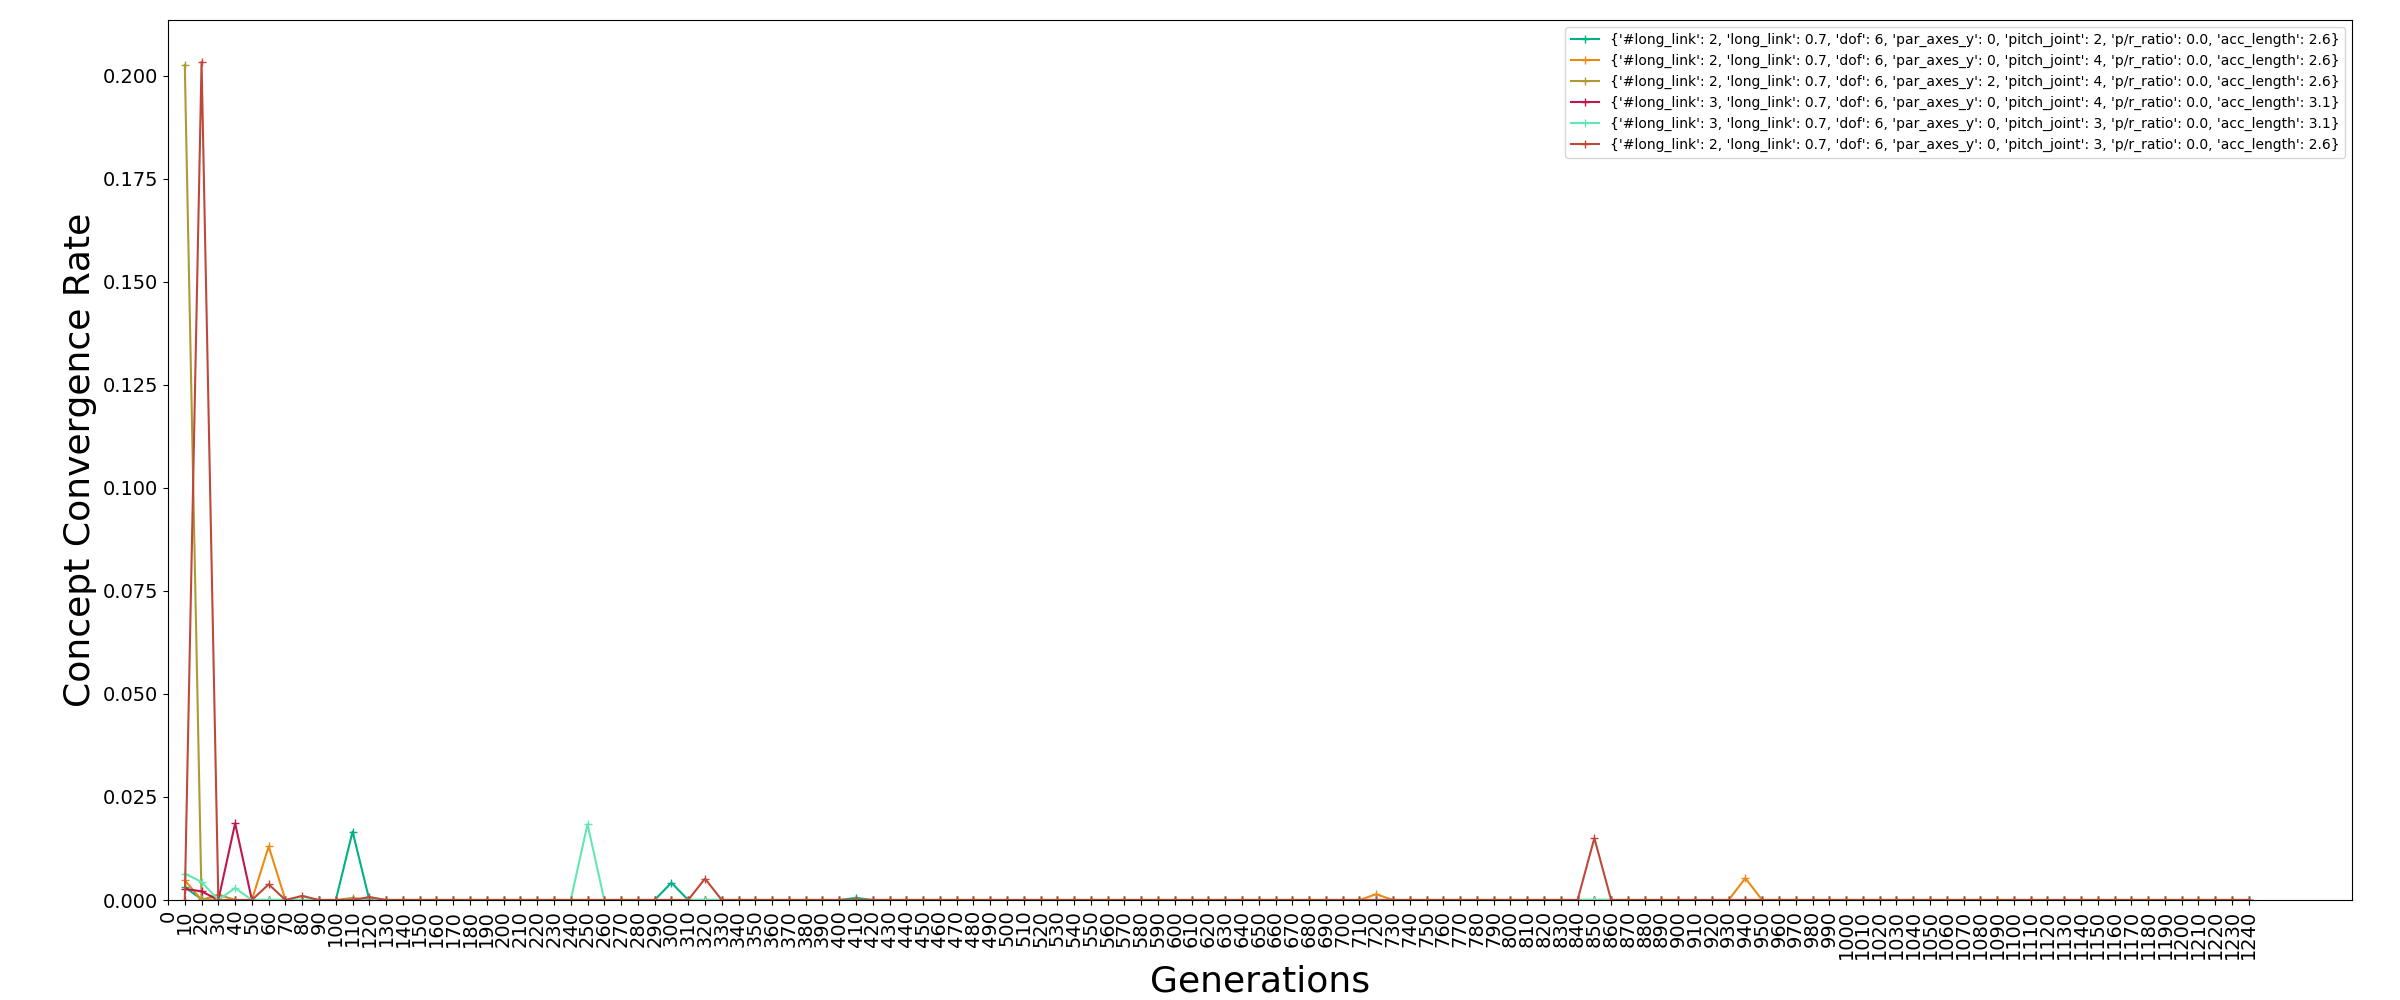 {'#long_link': 2, 'long_link': 0.7, 'dof': 6, 'par_axes_y': 0, 'pitch_joint': 2, 'p/r_ratio': 0.0, 'acc_length': 2.6}
{'#long_link': 2, 'long_link': 0.7, 'dof': 6, 'par_axes_y': 0, 'pitch_joint': 4, 'p/r_ratio': 0.0, 'acc_length': 2.6}
{'#long_link': 2, 'long_link': 0.7, 'dof': 6, 'par_axes_y': 2, 'pitch_joint': 4, 'p/r_ratio': 0.0, 'acc_length': 2.6}
{'#long_link': 3, 'long_link': 0.7, 'dof': 6, 'par_axes_y': 0, 'pitch_joint': 4, 'p/r_ratio': 0.0, 'acc_length': 3.1}
{'#long_link': 3, 'long_link': 0.7, 'dof': 6, 'par_axes_y': 0, 'pitch_joint': 3, 'p/r_ratio': 0.0, 'acc_length': 3.1}
{'#long_link': 2, 'long_link': 0.7, 'dof': 6, 'par_axes_y': 0, 'pitch_joint': 3, 'p/r_ratio': 0.0, 'acc_length': 2.6}
Concept Convergence Rate
0.200
0.175
0.150
0.125
0.100
0.075
0.050
0.025
0.000
0 10 20 30 40 50 60 70 80 90 100 110 120 130 140 150 160 170 180 190 200 210 220 230 240 250 260 270 280 290 300 310 320 330 340 350 360 370 380 390 400 410 420 430 440 450 460 470 480 490 500 510 520 530 540 550 560 570 580 590 600 610 620 630 640 650 660 670 680 690 700 710 720 730 740 750 760 770 780 790 800 810 820 830 840 850 860 870 880 890 900 910 920 930 940 950 960 970 980 990 1000 1010 1020 1030 1040 1050 1060 1070 1080 1090 1100 1110 1120 1130 1140 1150 1160 1170 1180 1190 1200 1210 1220 1230 1240
Generations